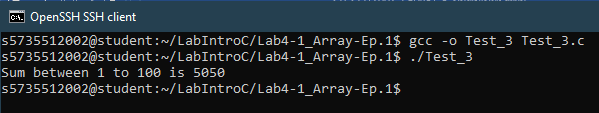 OpenSSH SSH client
s5735512002@student:~/LabIntroC/Lab4-1_Array-Ep.1$ gcc -o Test_3 Test_3.c
s5735512002@student:~/LabIntroC/Lab4-1_Array-Ep.1$ ./Test_3
Sum between 1 to 100 is 5050
s5735512002@student:~/LabIntroC/Lab4-1_Array-Ep.1$